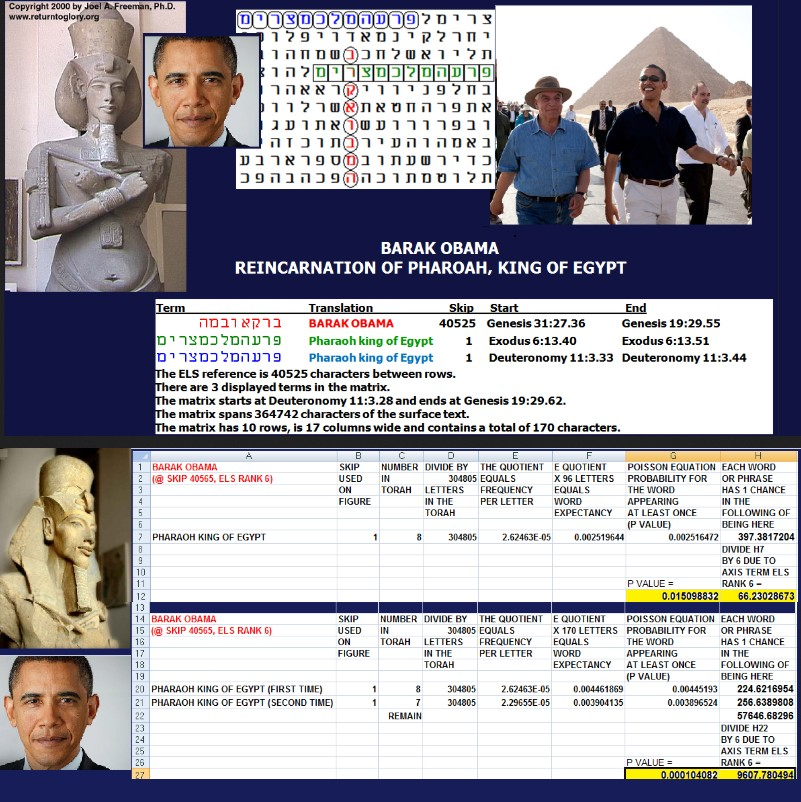 Copyright 2000 by Joel A. Freeman, Ph.D.
www.returntoglory.org
צרימלפרעהמלכמצרימ
יחרלקינמאדויפלו
תליואשלחכבשמחהו
פרעהמלכמצרימלהו
בחלפנייויקראאהר
אתפרהחטאתאשרלו
ובפרורועשואתועג
באמהוהעירבתוכזה
כדירשעתובמספרארבע
תלוטמתוכההפכהבהפכ
BARAK OBAMA
REINCARNATION OF PHAROAH, KING OF EGYPT
Term Translation Skip Start End
ברקאובמה BARAK OBAMA 40525 Genesis 31:27.36 Genesis 19:29.55
פרעהמלכמצרימ Pharaoh king of Egypt 1 Exodus 6:13.40 Exodus 6:13.51
פרעהמלכמצרימ Pharaoh king of Egypt 1 Deuteronomy 11:3.33 Deuteronomy 11:3.44
The ELS reference is 40525 characters between rows.
There are 3 displayed terms in the matrix.
The matrix starts at Deuteronomy 11:3.28 and ends at Genesis 19:29.62.
The matrix spans 364742 characters of the surface text.
The matrix has 10 rows, is 17 columns wide and contains a total of 170 characters.
A B C D E F G H
1 BARAK OBAMA SKIP NUMBER DIVIDE BY THE QUOTIENT E QUOTIENT POISSON EQUATION EACH WORD
2 (@ SKIP 40565, ELS RANK 6) USED IN 304805 EQUALS X 96 LETTERS PROBABILITY FOR OR PHRASE
3 ON TORAH LETTERS FREQUENCY EQUALS THE WORD HAS 1 CHANCE
4 FIGURE IN THE PER LETTER WORD APPEARING IN THE
5 TORAH EXPECTANCY AT LEAST ONCE FOLLOWING OF
6 (P VALUE) BEING HERE
7 PHARAOH KING OF EGYPT 1 8 304805 2.62463E-05 0.002519644 0.002516472 397.3817204
8 DIVIDE H7
9 BY 6 DUE TO
10 AXIS TERM ELS
11 P VALUE = RANK 6 =
12 0.015098832 66.23028673
13
14 BARAK OBAMA SKIP NUMBER DIVIDE BY THE QUOTIENT E QUOTIENT POISSON EQUATION EACH WORD
15 (@ SKIP 40565, ELS RANK 6) USED IN 304805 EQUALS X 170 LETTERS PROBABILITY FOR OR PHRASE
16 ON TORAH LETTERS FREQUENCY EQUALS THE WORD HAS 1 CHANCE
17 FIGURE IN THE PER LETTER WORD APPEARING IN THE
18 TORAH EXPECTANCY AT LEAST ONCE FOLLOWING OF
19 (P VALUE) BEING HERE
20 PHARAOH KING OF EGYPT (FIRST TIME) 1 8 304805 2.62463E-05 0.004461869 0.00445193 224.6216954
21 PHARAOH KING OF EGYPT (SECOND TIME) 1 7 304805 2.29655E-05 0.003904135 0.003896524 256.6389808
22 REMAIN 57646.68296
23 DIVIDE H22
24 BY 6 DUE TO
25 AXIS TERM ELS
26 P VALUE = RANK 6 =
27 0.000104082 9607.780494